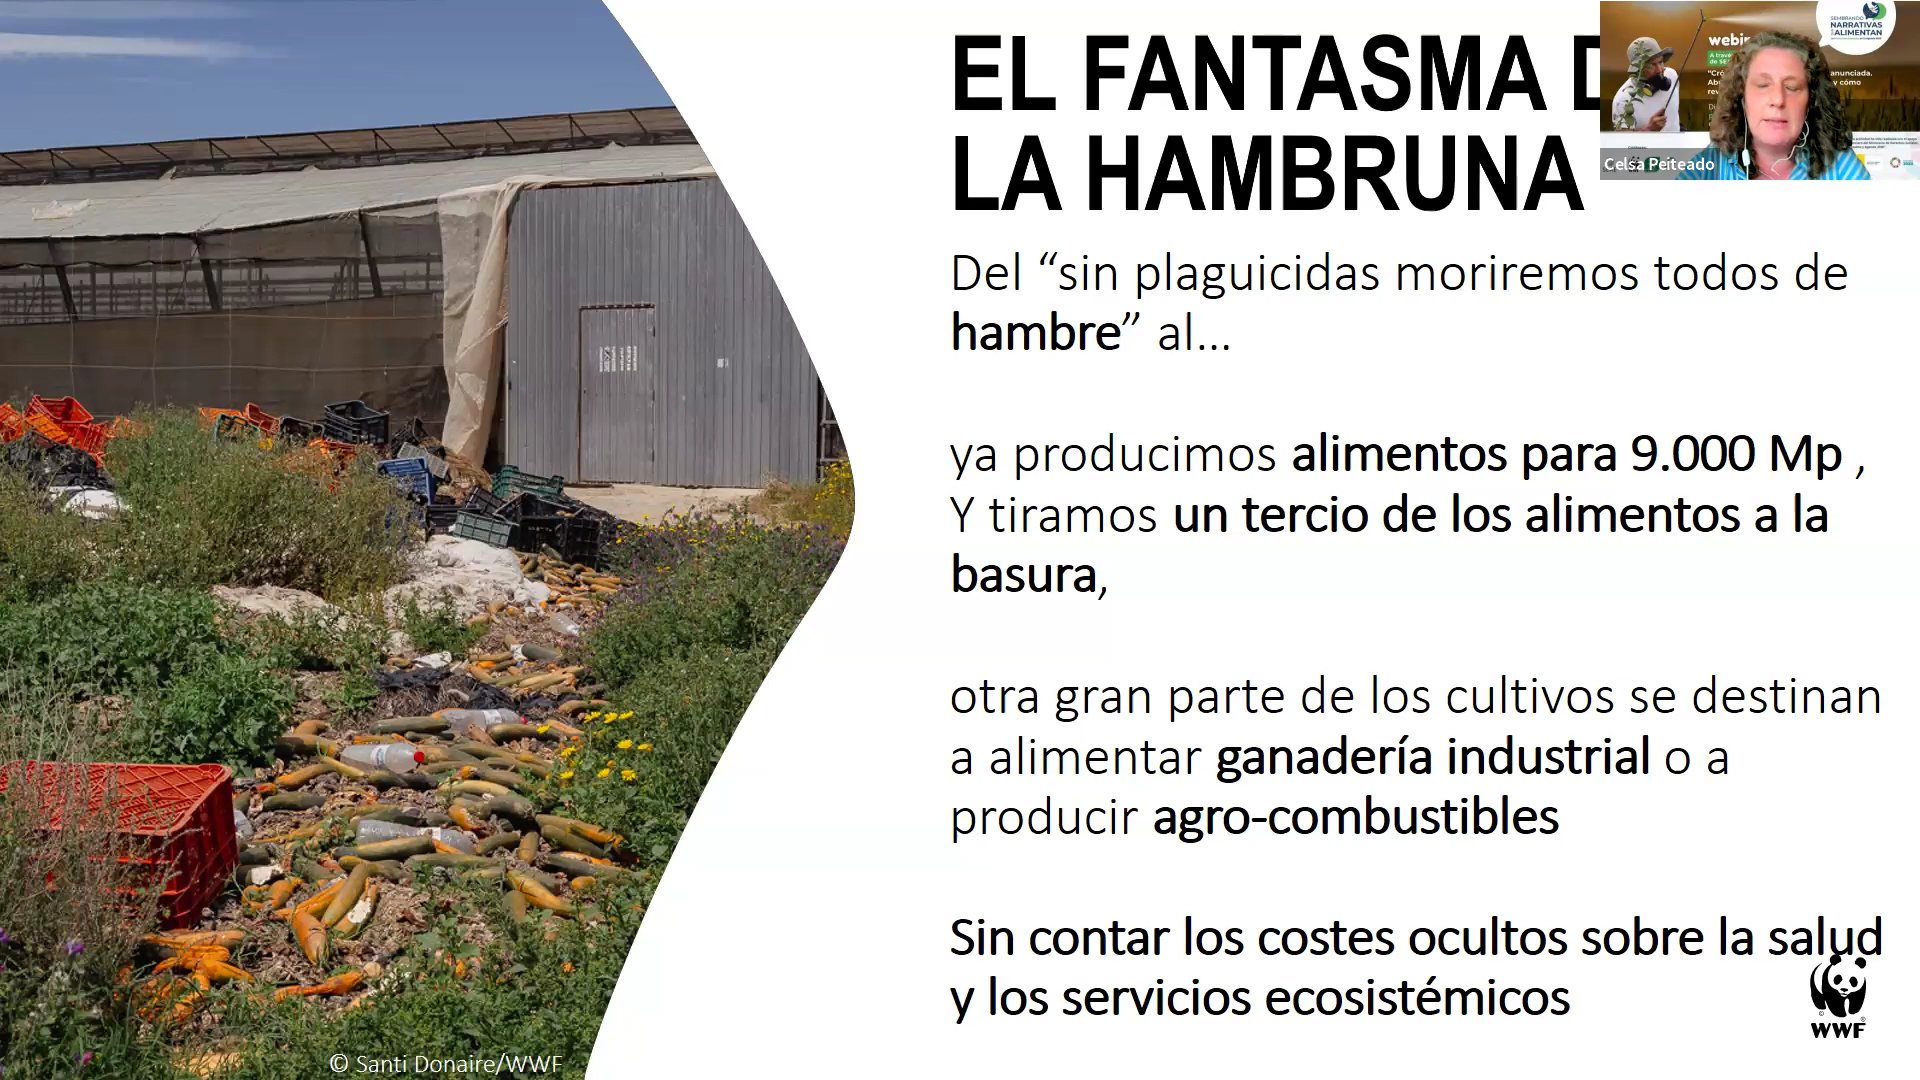 EL FANTASMA D
LA HAMBRUNA
Del “sin plaguicidas moriremos todos de
hambre” al...
ya producimos alimentos para 9.000 Mp ,
Y tiramos un tercio de los alimentos a la
basura,
otra gran parte de los cultivos se destinan
a alimentar ganadería industrial o a
producir agro-combustibles
Sin contar los costes ocultos sobre la salud
y los servicios ecosistémicos
© Santi Donaire/WWF
WWF
SEMBRANDO
NARRATIVAS
ALIMENTAN
webi
anunciada.
y cómo
Celsa Peiteado